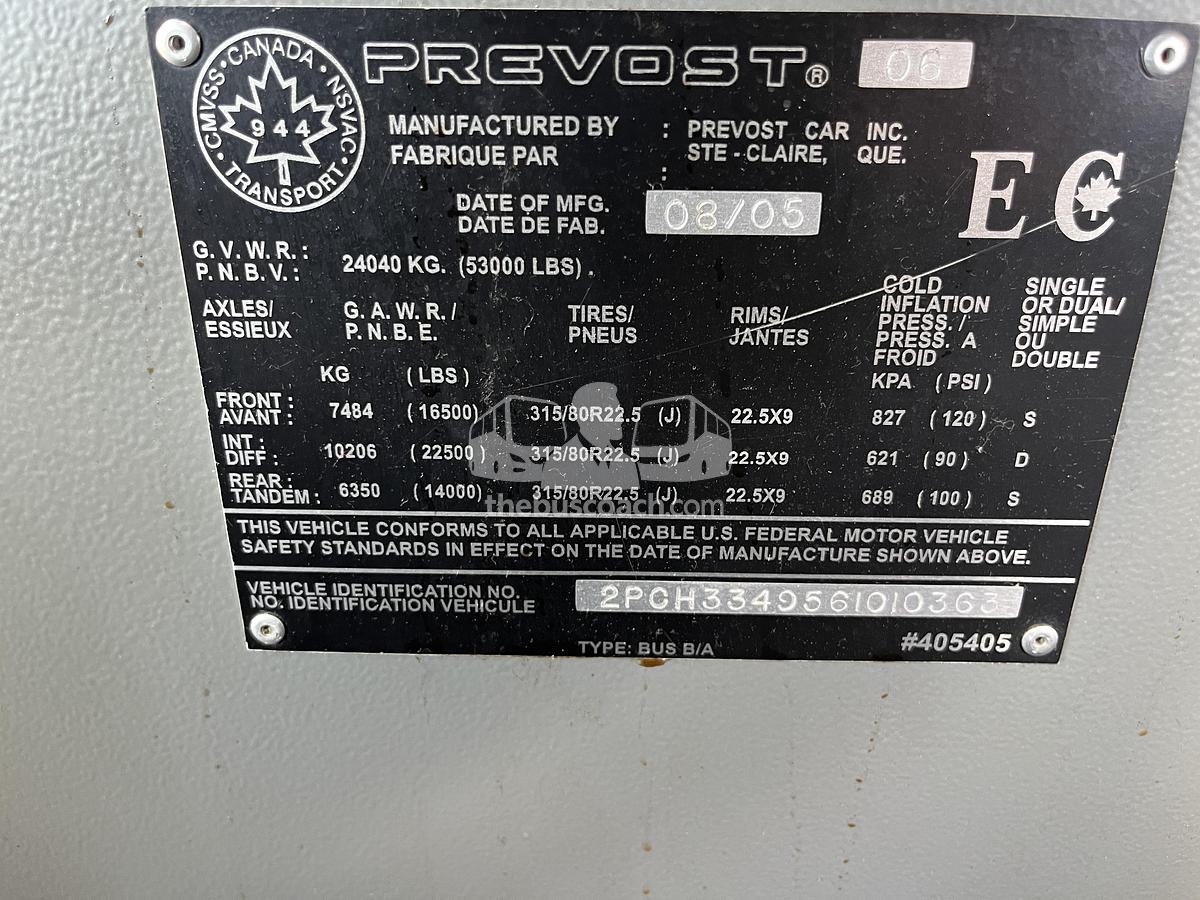 PREVOST® 06
CMVSS • CANADA • NSVAC • TRANSPORT •
944
MANUFACTURED BY : PREVOST CAR INC.
FABRIQUE PAR STE-CLAIRE, QUE.
:
DATE OF MFG. 08/05
DATE DE FAB.
EC
G. V. W. R. :
P. N. B. V. : 24040 KG. (53000 LBS) .
AXLES/ G. A. W. R. / TIRES/ RIMS/ COLD INFLATION PRESS. / SINGLE OR DUAL/
ESSIEUX P. N. B. E. PNEUS JANTES PRESS. A FROID SIMPLE OU DOUBLE
KG (LBS) KPA (PSI)
FRONT :
AVANT : 7484 (16500) 315/80R22.5 (J) 22.5X9 827 (120) S
INT :
DIFF : 10206 (22500) 315/80R22.5 (J) 22.5X9 621 (90) D
REAR :
TANDEM : 6350 (14000) 315/80R22.5 (J) 22.5X9 689 (100) S
thebuscoach.com
THIS VEHICLE CONFORMS TO ALL APPLICABLE U.S. FEDERAL MOTOR VEHICLE
SAFETY STANDARDS IN EFFECT ON THE DATE OF MANUFACTURE SHOWN ABOVE.
VEHICLE IDENTIFICATION NO. 2PCH3349561010363
NO. IDENTIFICATION VEHICULE
TYPE: BUS B/A #405405